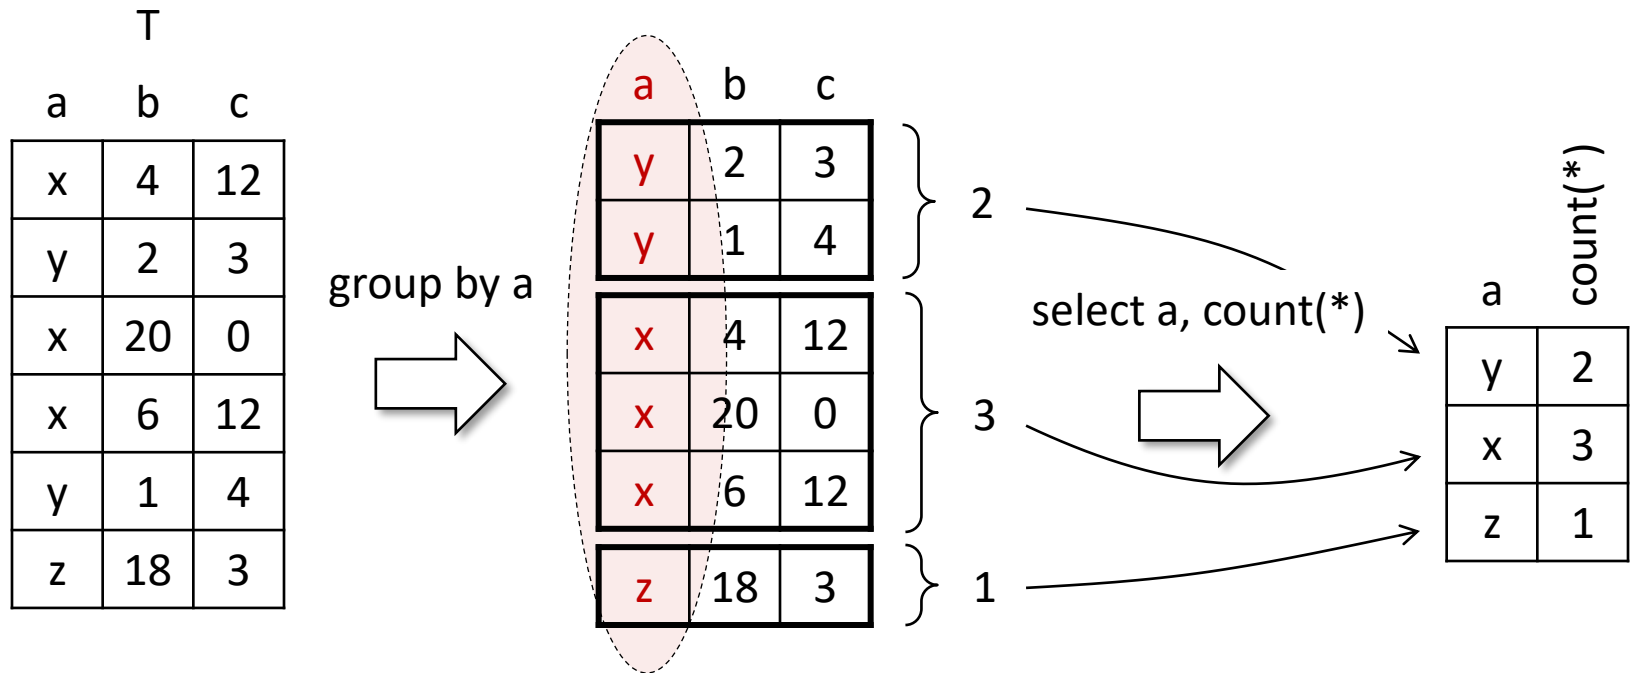 T
a b c
x 4 12
y 2 3
x 20 0
x 6 12
y 1 4
z 18 3
group by a
a b c
y 2 3
y 1 4
x 4 12
x 20 0
x 6 12
z 18 3
2
3
1
select a, count(*)
a count(*)
y 2
x 3
z 1